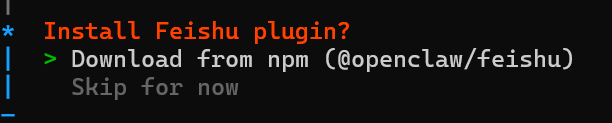 * Install Feishu plugin?
> Download from npm (@openclaw/feishu)
Skip for now